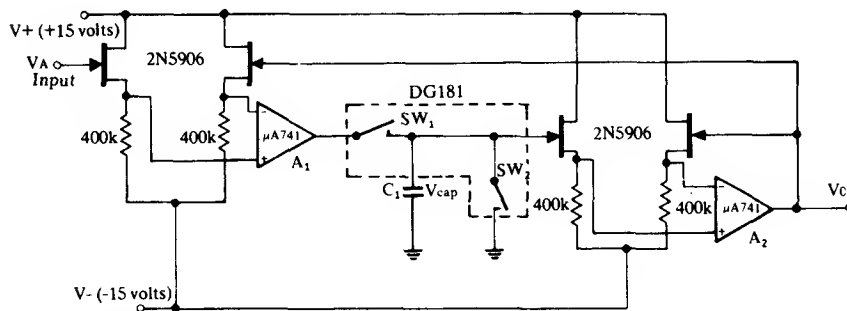 V+ (+15 volts)
VA
Input
2N5906
400k
400k
-
+
μA741
A1
DG181
SW1
C1
Vcap
SW2
2N5906
400k
400k
-
+
μA741
A2
VO
V- (-15 volts)